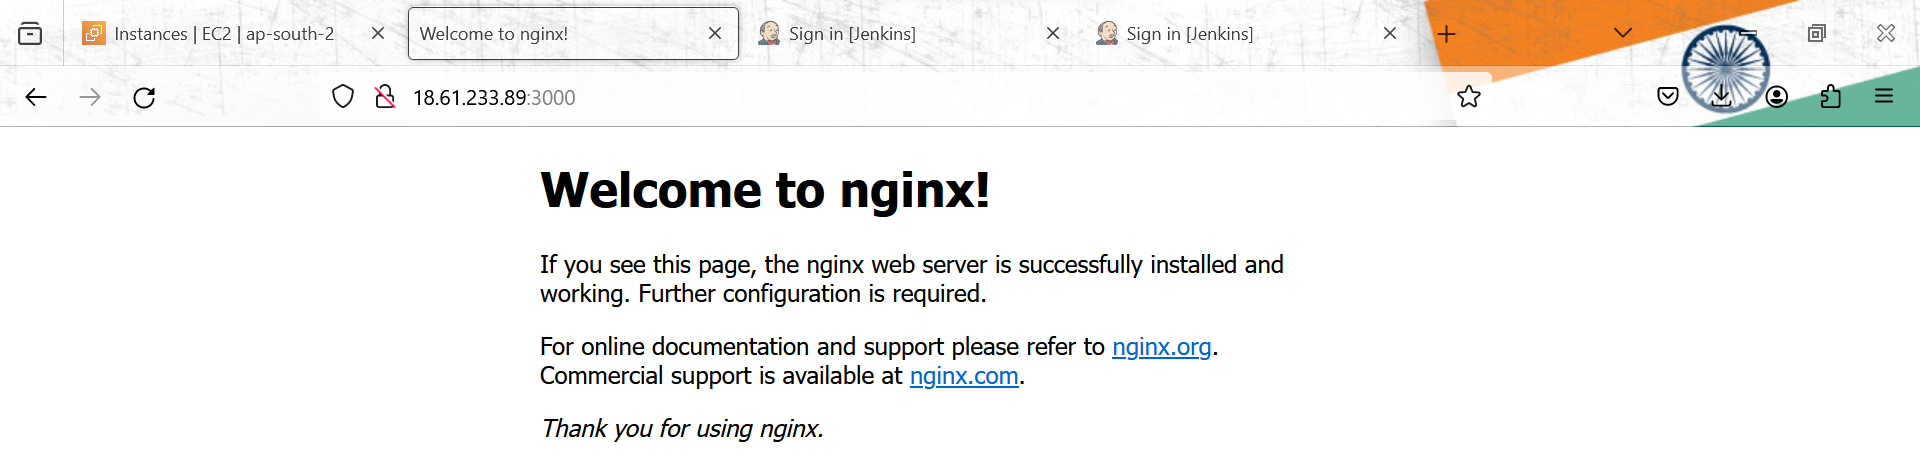 Instances | EC2 | ap-south-2
Welcome to nginx!
Sign in [Jenkins]
Sign in [Jenkins]
18.61.233.89:3000
Welcome to nginx!
If you see this page, the nginx web server is successfully installed and
working. Further configuration is required.
For online documentation and support please refer to nginx.org.
Commercial support is available at nginx.com.
Thank you for using nginx.